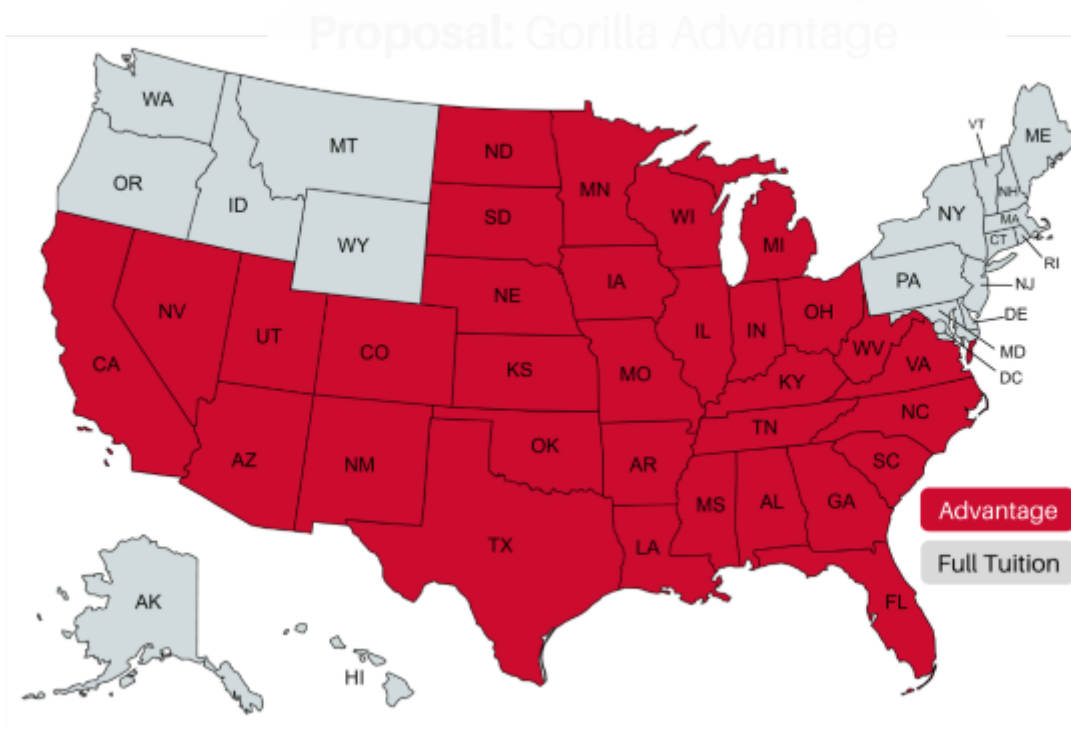 Proposal: Gorilla Advantage
WA
MT
ND
MN
VT
ME
OR
ID
SD
WI
MI
NY
NH
MA
CT
RI
WY
PA
NJ
NE
IA
DE
NV
UT
CO
IL
IN
OH
WV
MD
CA
KS
MO
KY
VA
DC
NC
TN
AZ
NM
OK
AR
SC
MS
AL
GA
Advantage
TX
LA
Full Tuition
AK
FL
HI